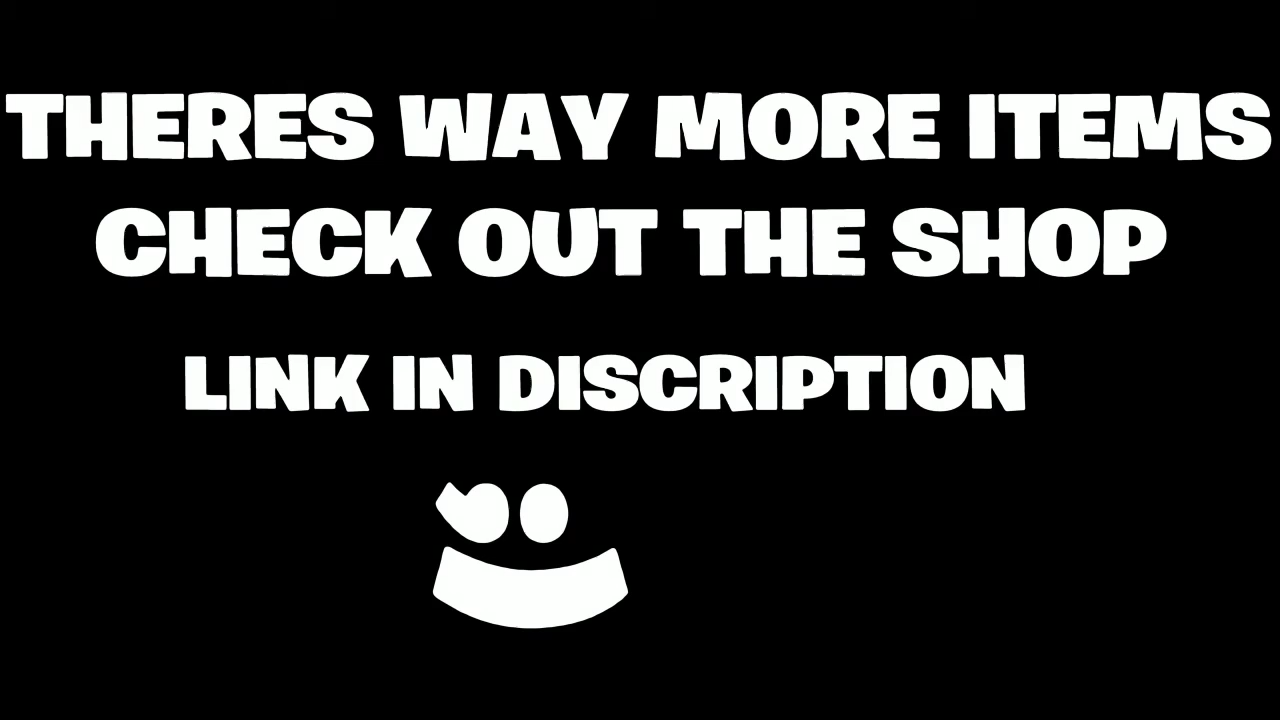 THERES WAY MORE ITEMS
CHECK OUT THE SHOP
LINK IN DISCRIPTION